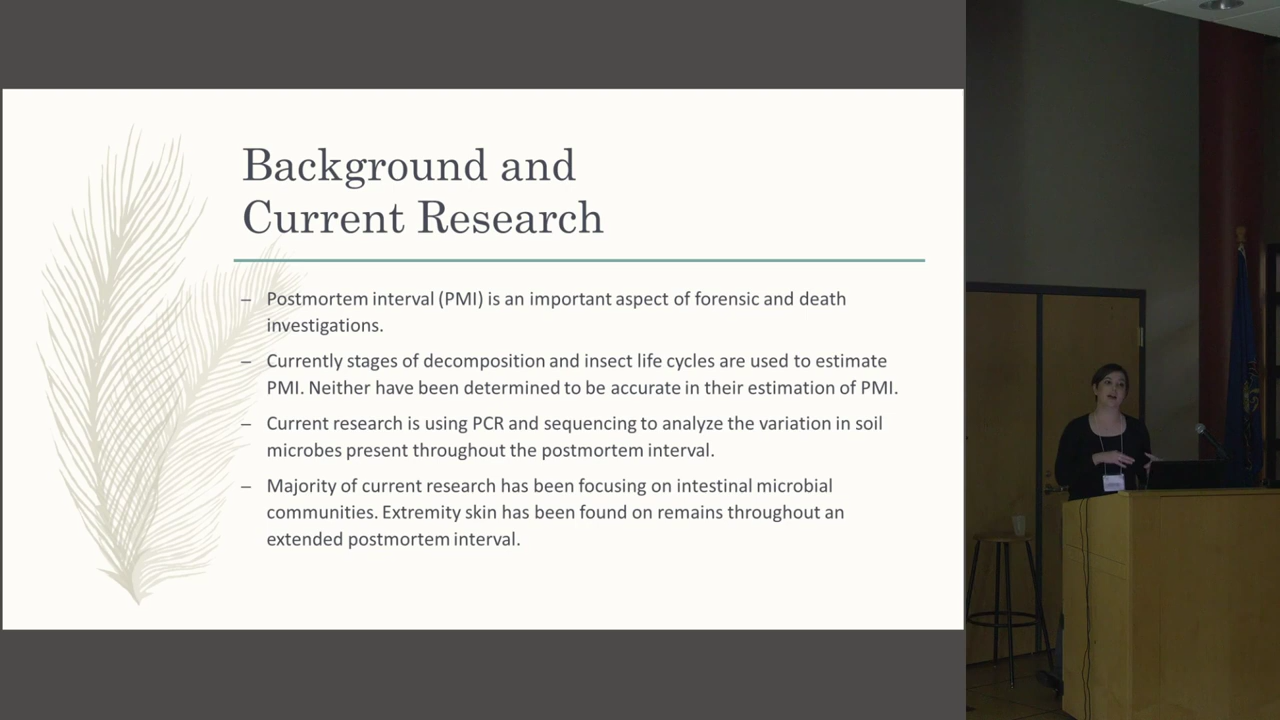 Background and
Current Research
– Postmortem interval (PMI) is an important aspect of forensic and death
investigations.
– Currently stages of decomposition and insect life cycles are used to estimate
PMI. Neither have been determined to be accurate in their estimation of PMI.
– Current research is using PCR and sequencing to analyze the variation in soil
microbes present throughout the postmortem interval.
– Majority of current research has been focusing on intestinal microbial
communities. Extremity skin has been found on remains throughout an
extended postmortem interval.